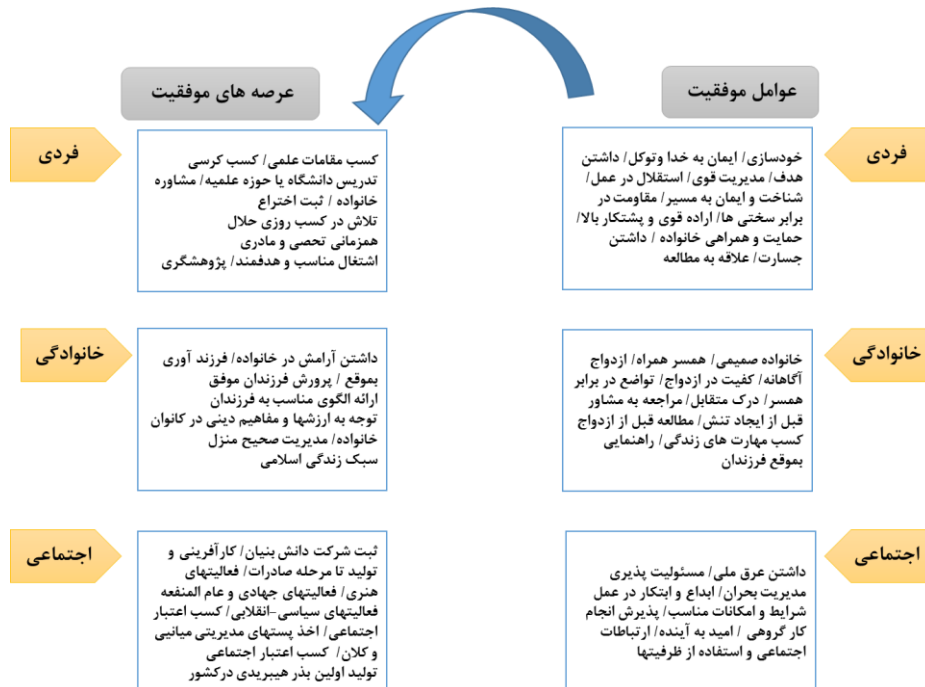 عوامل موفقیت
عرصه های موفقیت
فردی
خودسازی/ ایمان به خدا وتوکل/ داشتن
هدف/ مدیریت قوی/ استقلال در عمل/
شناخت و ایمان به مسیر/ مقاومت در
برابر سختی ها/ اراده قوی و پشتکار بالا/
حمایت و همراهی خانواده / داشتن
جسارت/ علاقه به مطالعه
فردی
کسب مقامات علمی/ کسب کرسی
تدریس دانشگاه یا حوزه علمیه/ مشاوره
خانواده / ثبت اختراع
تلاش در کسب روزی حلال
همزمانی تحصی و مادری
اشتغال مناسب و هدفمند/ پژوهشگری
خانوادگی
خانواده صمیمی/ همسر همراه/ ازدواج
آگاهانه/ کفیت در ازدواج/ تواضع در برابر
همسر/ درک متقابل/ مراجعه به مشاور
قبل از ایجاد تنش/ مطالعه قبل از ازدواج
کسب مهارت های زندگی/ راهنمایی
بموقع فرزندان
خانوادگی
داشتن آرامش در خانواده/ فرزند آوری
بموقع / پرورش فرزندان موفق
ارائه الگوی مناسب به فرزندان
توجه به ارزشها و مفاهیم دینی در کانوان
خانواده/ مدیریت صحیح منزل
سبک زندگی اسلامی
اجتماعی
داشتن عرق ملی/ مسئولیت پذیری
مدیریت بحران/ ابداع و ابتکار در عمل
شرایط و امکانات مناسب/ پذیرش انجام
کار گروهی / امید به آینده/ ارتباطات
اجتماعی و استفاده از ظرفیتها
اجتماعی
ثبت شرکت دانش بنیان/ کارآفرینی و
تولید تا مرحله صادرات/ فعالیتهای
هنری/ فعالیتهای جهادی و عام المنفعه
فعالیتهای سیاسی-انقلابی/ کسب اعتبار
اجتماعی/ اخذ پستهای مدیریتی میانیی
و کلان/ کسب اعتبار اجتماعی
تولید اولین بذر هیبریدی درکشور